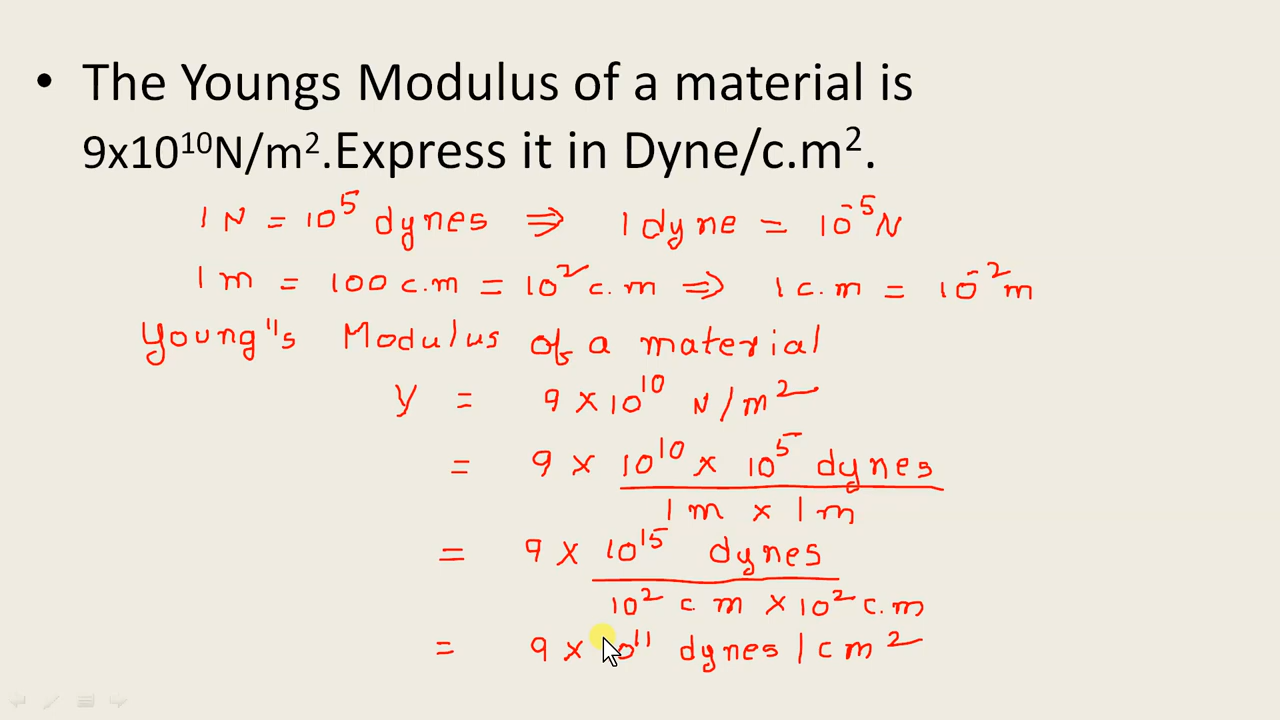 • The Youngs Modulus of a material is
9x10¹⁰N/m².Express it in Dyne/c.m².
1 N = 10⁵ dynes ⇒ 1 dyne = 10⁻⁵ N
1 m = 100 c.m = 10² c.m ⇒ 1 c.m = 10⁻² m
Young"s Modulus of a material
Y = 9 × 10¹⁰ N/m²
= 9 × 10¹⁰ × 10⁵ dynes
1 m × 1 m
= 9 × 10¹⁵ dynes
10² c m × 10² c.m
= 9 × 10¹¹ dynes / cm²